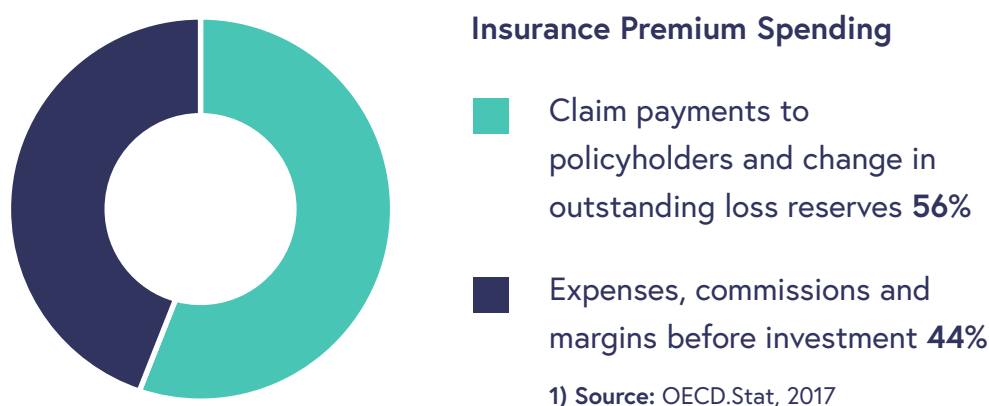 Insurance Premium Spending
Claim payments to
policyholders and change in
outstanding loss reserves 56%
Expenses, commissions and
margins before investment 44%
1) Source: OECD.Stat, 2017